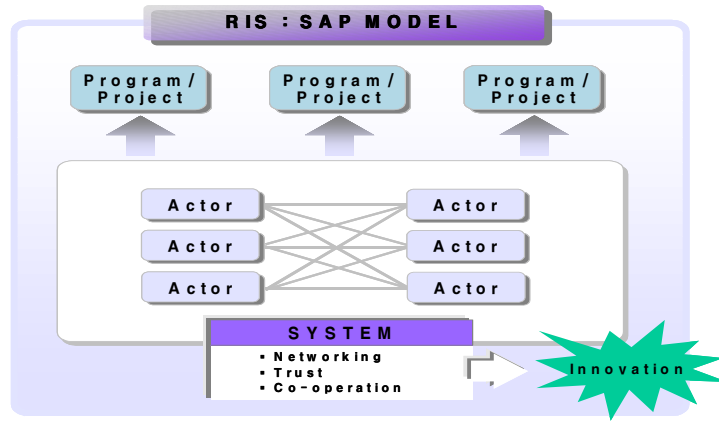 RIS : SAP MODEL
Program/
Project
Program/
Project
Program/
Project
Actor
Actor
Actor
Actor
Actor
Actor
SYSTEM
▪ Networking
▪ Trust
▪ Co-operation
Innovation